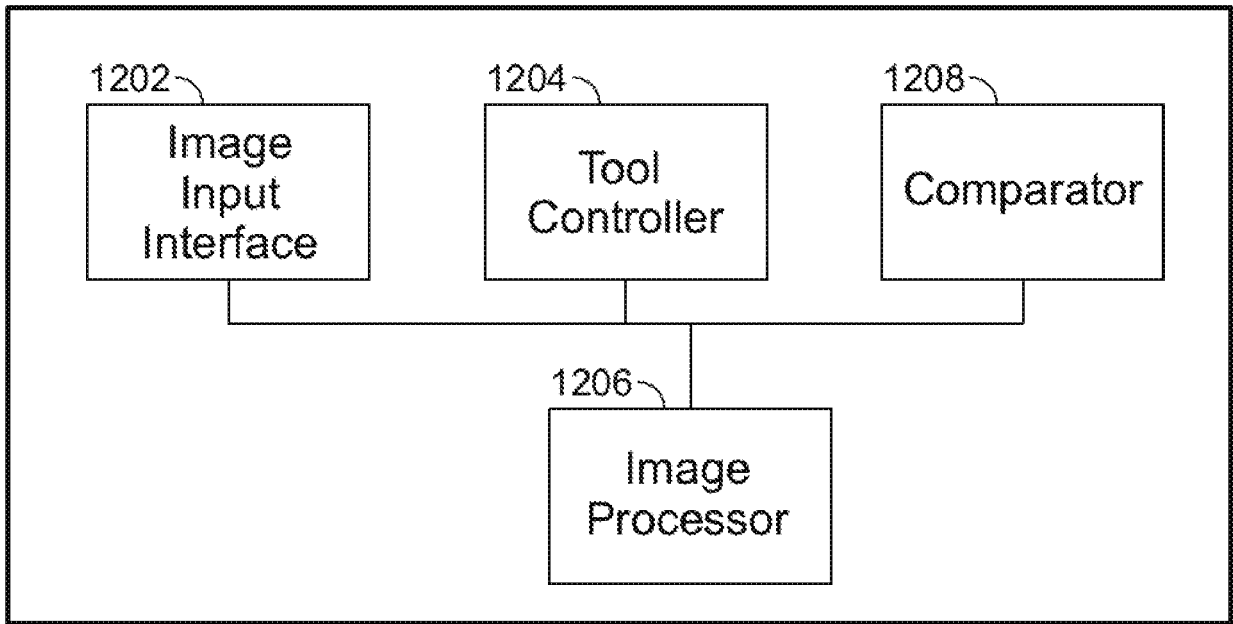 1202
Image
Input
Interface
1204
Tool
Controller
1208
Comparator
1206
Image
Processor